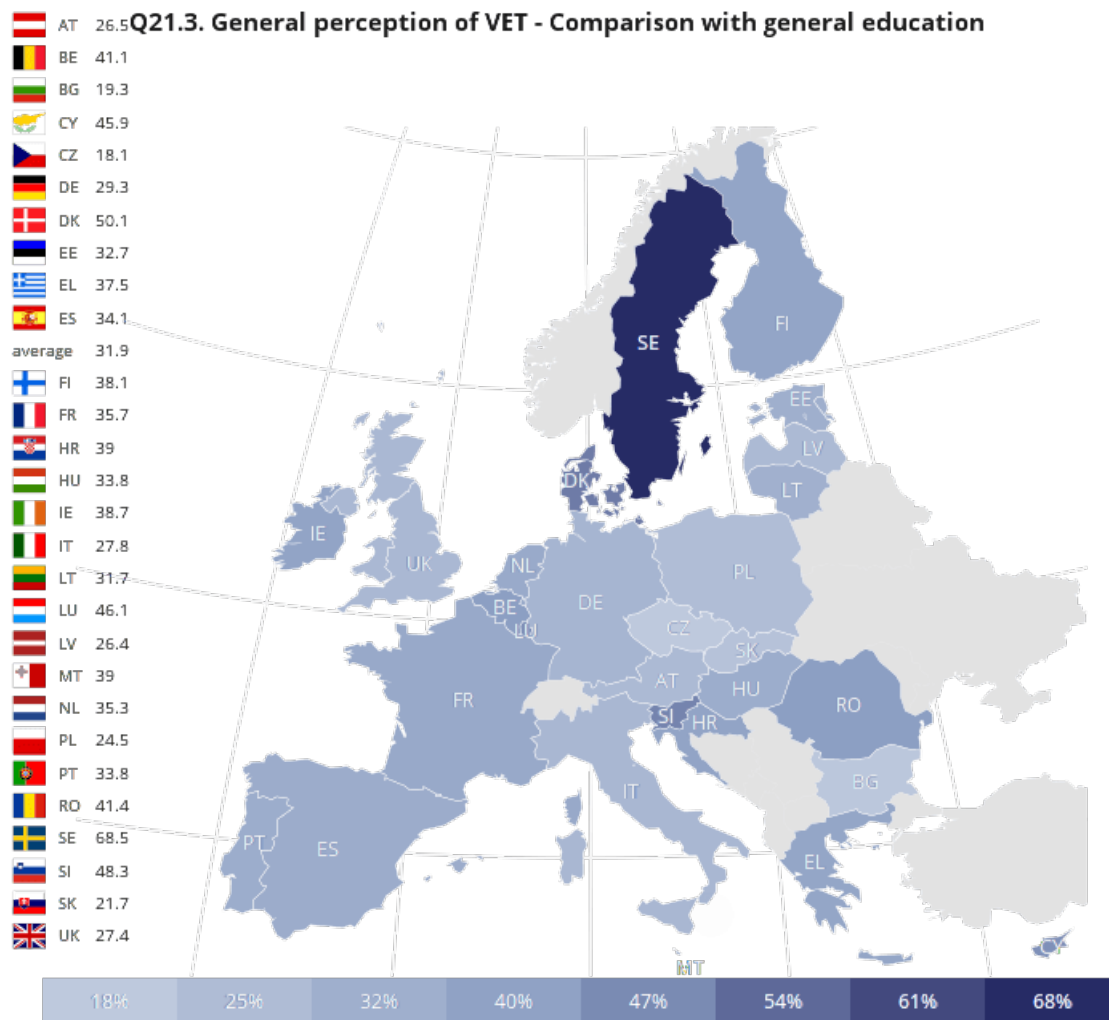 Q21.3. General perception of VET - Comparison with general education
AT 26.5
BE 41.1
BG 19.3
CY 45.9
CZ 18.1
DE 29.3
DK 50.1
EE 32.7
EL 37.5
ES 34.1
average 31.9
FI 38.1
FR 35.7
HR 39
HU 33.8
IE 38.7
IT 27.8
LT 31.7
LU 46.1
LV 26.4
MT 39
NL 35.3
PL 24.5
PT 33.8
RO 41.4
SE 68.5
SI 48.3
SK 21.7
UK 27.4
FI
SE
EE
LV
DK
LT
IE
UK
NL
PL
DE
BE
LU
CZ
SK
AT
HU
FR
RO
SI
HR
BG
IT
PT
ES
EL
CY
MT
18% 25% 32% 40% 47% 54% 61% 68%